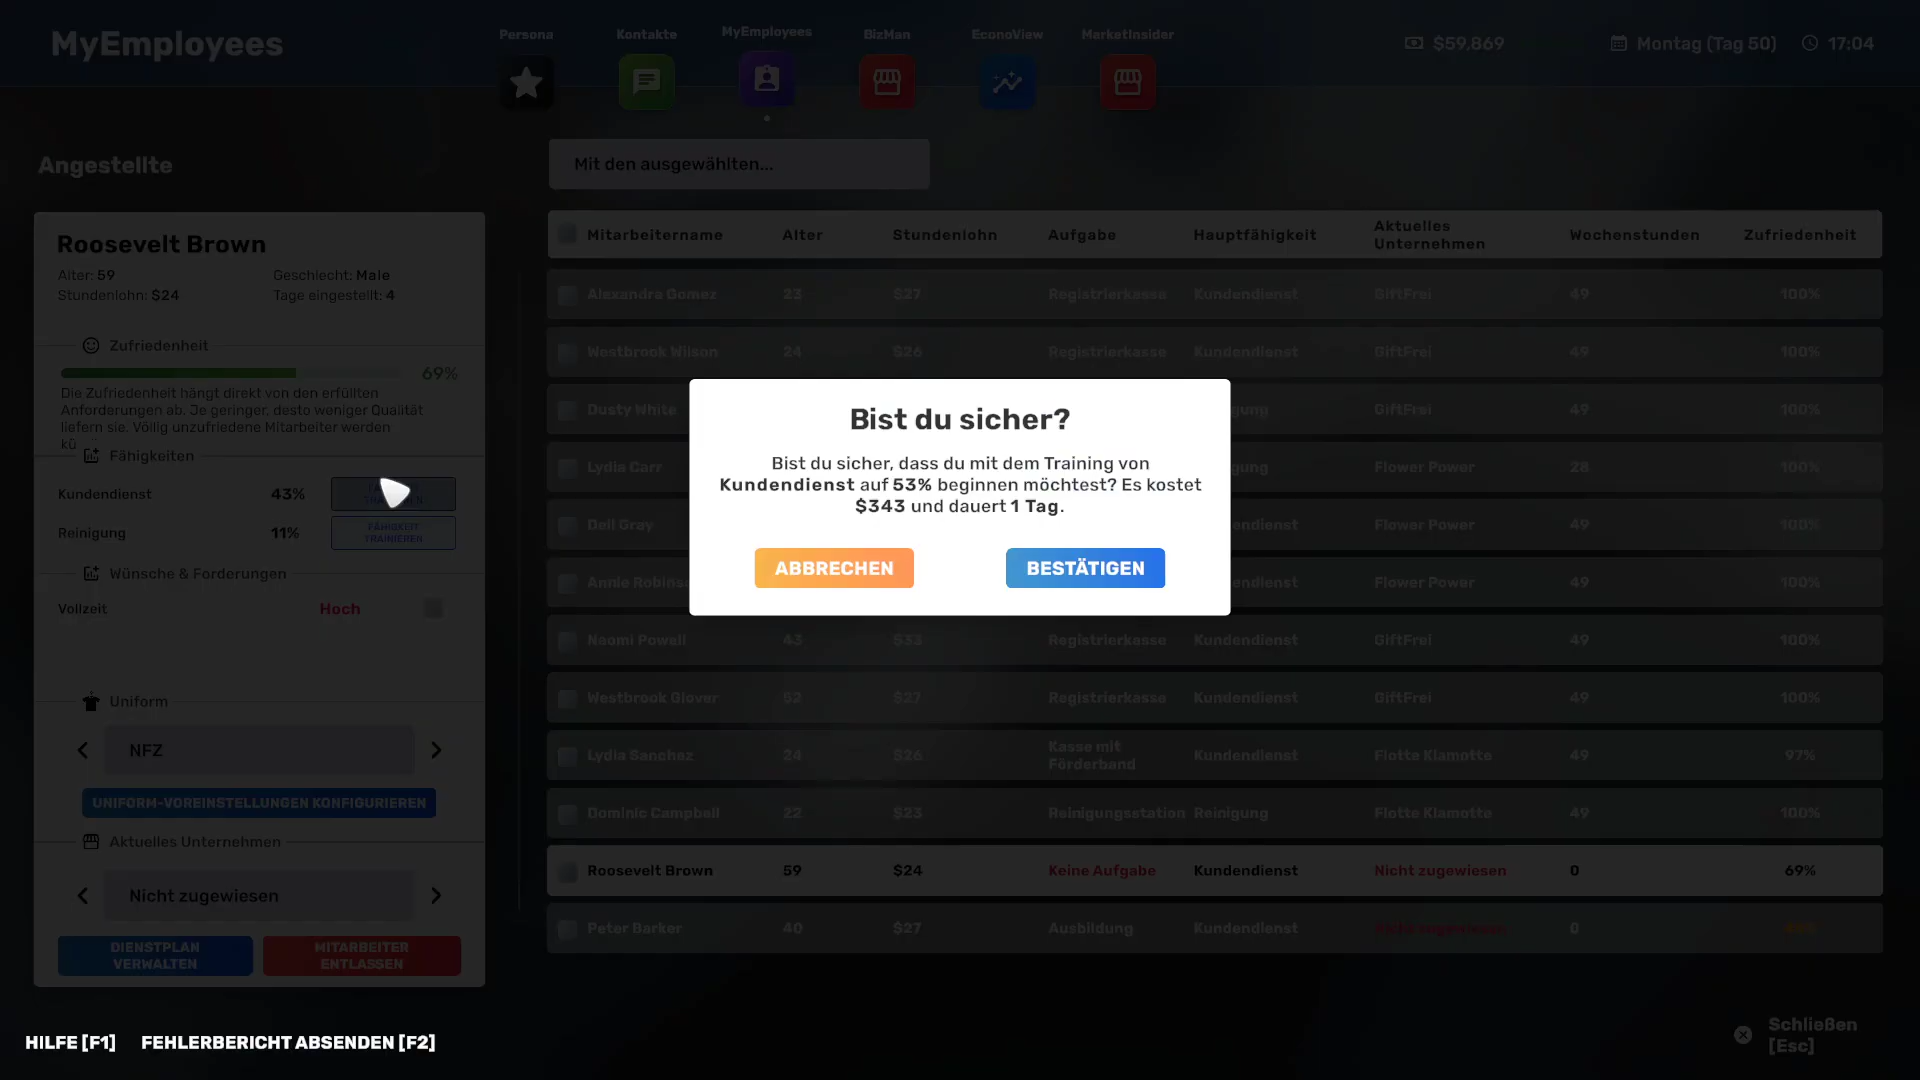 MyEmployees
Persona
Kontakte
MyEmployees
BizMan
EconoView
MarketInsider
$59,869
Montag (Tag 50)
17:04
Angestellte
Mit den ausgewählten...
Roosevelt Brown
Alter: 59
Geschlecht: Male
Stundenlohn: $24
Tage eingestellt: 4
Zufriedenheit
69%
Die Zufriedenheit hängt direkt von den erfüllten
Anforderungen ab. Je geringer, desto weniger Qualität
liefern sie. Völlig unzufriedene Mitarbeiter werden
Fähigkeiten
Kundendienst
43%
Reinigung
11%
FÄHIGKEIT
TRAINIEREN
Wünsche & Forderungen
Vollzeit
Hoch
Uniform
NFZ
UNIFORM-VOREINSTELLUNGEN KONFIGURIEREN
Aktuelles Unternehmen
Nicht zugewiesen
DIENSTPLAN
VERWALTEN
MITARBEITER
ENTLASSEN
Mitarbeitername Alter Stundenlohn Aufgabe Hauptfähigkeit Aktuelles Unternehmen Wochenstunden Zufriedenheit
Alexandra Gomez 23 $27 Registrierkasse Kundendienst GiftFrei 49 100%
Westbrook Wilson 24 $26 Registrierkasse Kundendienst GiftFrei 49 100%
Dusty White GiftFrei 49 100%
Lydia Carr Flower Power 28 100%
Dell Gray Flower Power 49 100%
Annie Flower Power 49 100%
Naomi Powell 43 $33 Registrierkasse Kundendienst GiftFrei 49 100%
Westbrook Glover 52 $27 Registrierkasse Kundendienst GiftFrei 49 100%
Lydia Sanchez 24 $26 Kasse mit Förderband Kundendienst Flotte Klamotte 49 97%
Dominic Campbell 22 $23 Reinigungsstation Reinigung Flotte Klamotte 49 100%
Roosevelt Brown 59 $24 Keine Aufgabe Kundendienst Nicht zugewiesen 0 69%
Peter Barker 40 $27 Ausbildung Kundendienst Nicht zugewiesen 0
Bist du sicher?
Bist du sicher, dass du mit dem Training von
Kundendienst auf 53% beginnen möchtest? Es kostet
$343 und dauert 1 Tag.
ABBRECHEN
BESTÄTIGEN
HILFE [F1]
FEHLERBERICHT ABSENDEN [F2]
Schließen
[Esc]